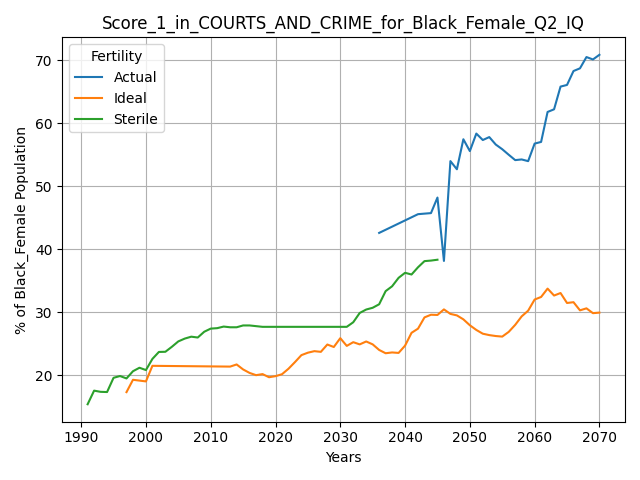 Score_1_in_COURTS_AND_CRIME_for_Black_Female_Q2_IQ
Fertility
Actual
Ideal
Sterile
% of Black_Female Population
70
60
50
40
30
20
1990 2000 2010 2020 2030 2040 2050 2060 2070
Years